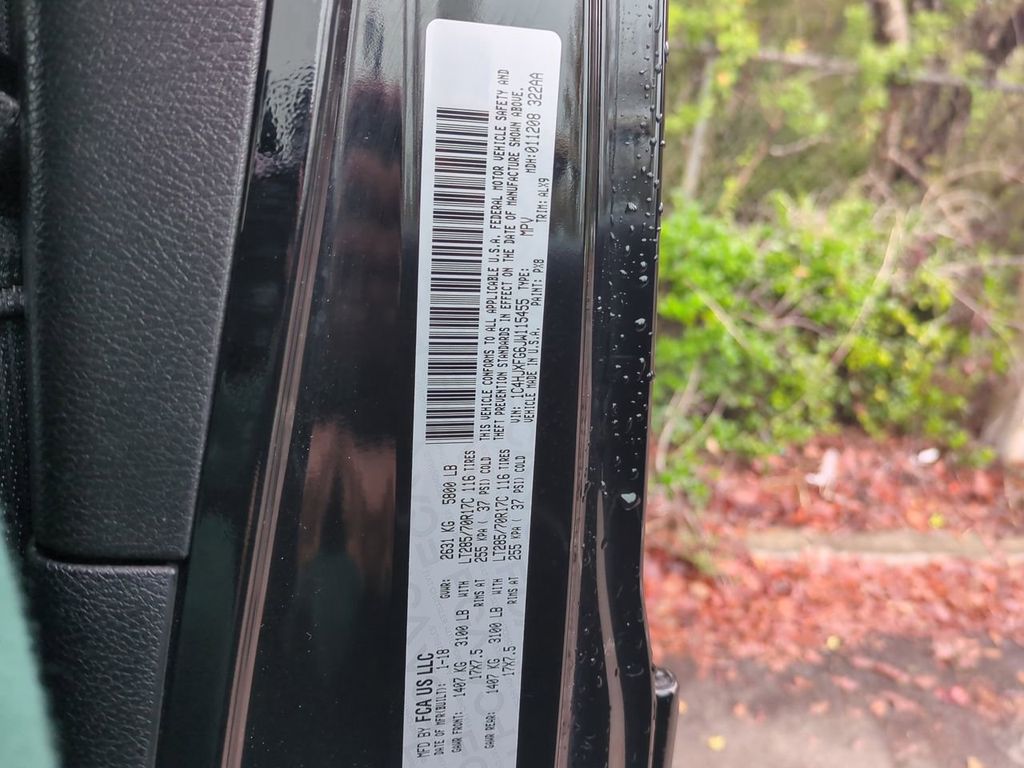 MFD BY FCA US LLC
DATE OF MFR(BUILT): 1-18 GVWR: 2631 KG 5800 LB
GAWR FRONT: 1407 KG 3100 LB WITH LT285/70R17C 116 TIRES
17X7.5 RIMS AT 255 KPA ( 37 PSI) COLD
GAWR REAR: 1407 KG 3100 LB WITH LT285/70R17C 116 TIRES
17X7.5 RIMS AT 255 KPA ( 37 PSI) COLD
THIS VEHICLE CONFORMS TO ALL APPLICABLE U.S.A. FEDERAL MOTOR VEHICLE SAFETY AND
THEFT PREVENTION STANDARDS IN EFFECT ON THE DATE OF MANUFACTURE SHOWN ABOVE.
VIN: 1C4HJXFG6JW115455 TYPE: MPV MDH:011208 322AA
VEHICLE MADE IN U.S.A. PAINT: PX8 TRIM: ALX9